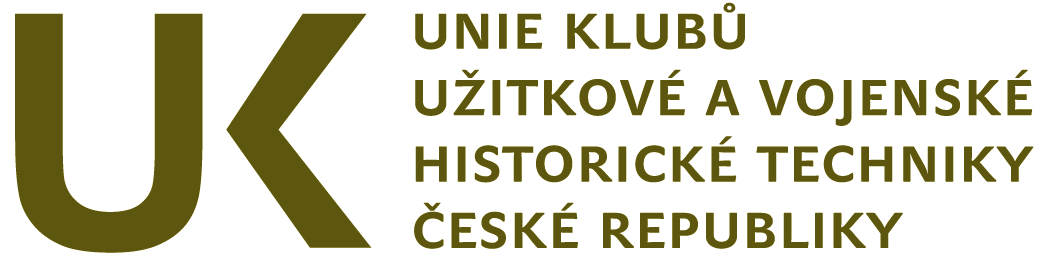 UK
UNIE KLUBŮ
UŽITKOVÉ A VOJENSKÉ
HISTORICKÉ TECHNIKY
ČESKÉ REPUBLIKY